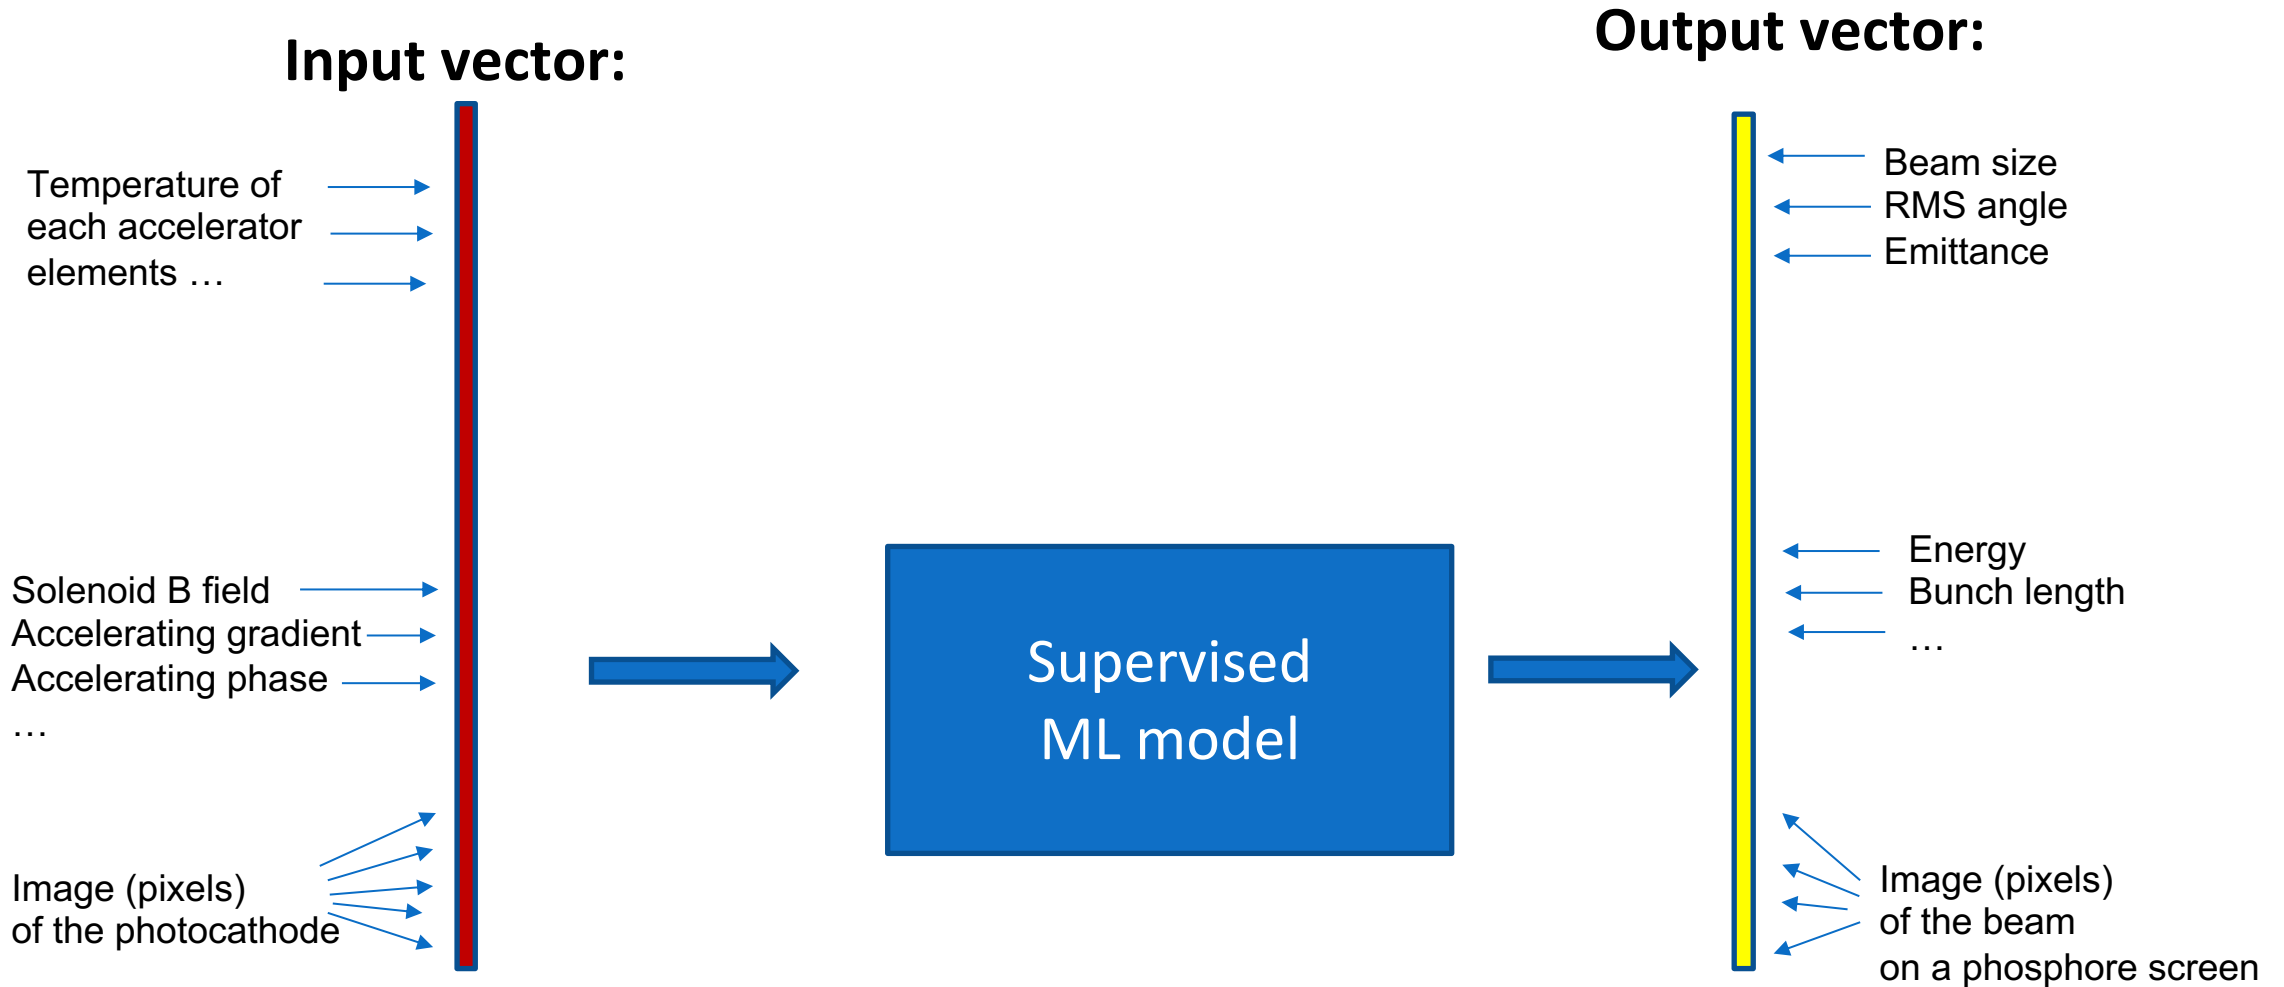 Input vector:
Temperature of
each accelerator
elements …
Solenoid B field
Accelerating gradient
Accelerating phase
…
Image (pixels)
of the photocathode
Supervised
ML model
Output vector:
Beam size
RMS angle
Emittance
Energy
Bunch length
…
Image (pixels)
of the beam
on a phosphore screen